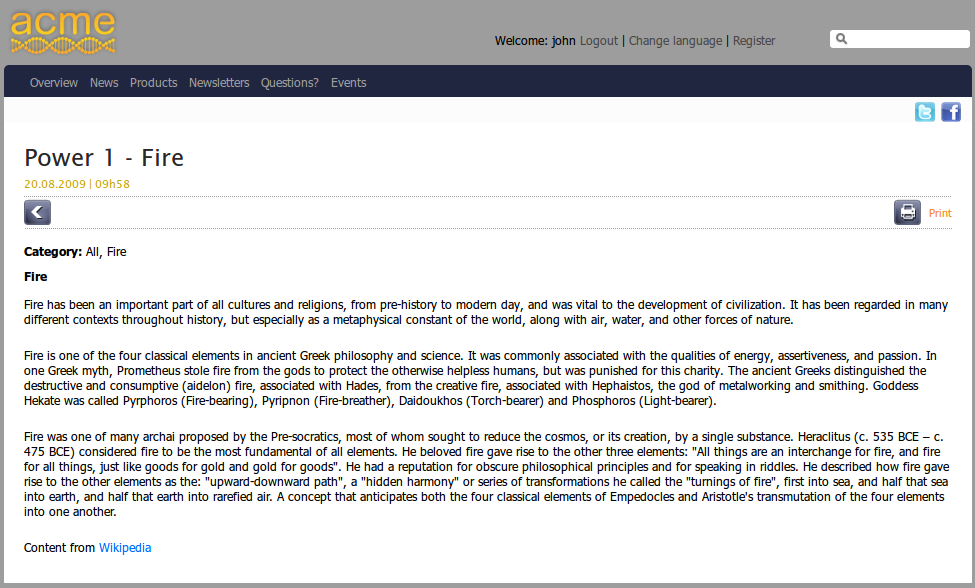 acme
Welcome: john Logout | Change language | Register
Overview News Products Newsletters Questions? Events
Power 1 - Fire
20.08.2009 | 09h58
Print
Category: All, Fire
Fire
Fire has been an important part of all cultures and religions, from pre-history to modern day, and was vital to the development of civilization. It has been regarded in many
different contexts throughout history, but especially as a metaphysical constant of the world, along with air, water, and other forces of nature.
Fire is one of the four classical elements in ancient Greek philosophy and science. It was commonly associated with the qualities of energy, assertiveness, and passion. In
one Greek myth, Prometheus stole fire from the gods to protect the otherwise helpless humans, but was punished for this charity. The ancient Greeks distinguished the
destructive and consumptive (aidelon) fire, associated with Hades, from the creative fire, associated with Hephaistos, the god of metalworking and smithing. Goddess
Hekate was called Pyrphoros (Fire-bearing), Pyripnon (Fire-breather), Daidoukhos (Torch-bearer) and Phosphoros (Light-bearer).
Fire was one of many archai proposed by the Pre-socratics, most of whom sought to reduce the cosmos, or its creation, by a single substance. Heraclitus (c. 535 BCE – c.
475 BCE) considered fire to be the most fundamental of all elements. He beloved fire gave rise to the other three elements: "All things are an interchange for fire, and fire
for all things, just like goods for gold and gold for goods". He had a reputation for obscure philosophical principles and for speaking in riddles. He described how fire gave
rise to the other elements as the: "upward-downward path", a "hidden harmony" or series of transformations he called the "turnings of fire", first into sea, and half that sea
into earth, and half that earth into rarefied air. A concept that anticipates both the four classical elements of Empedocles and Aristotle's transmutation of the four elements
into one another.
Content from Wikipedia